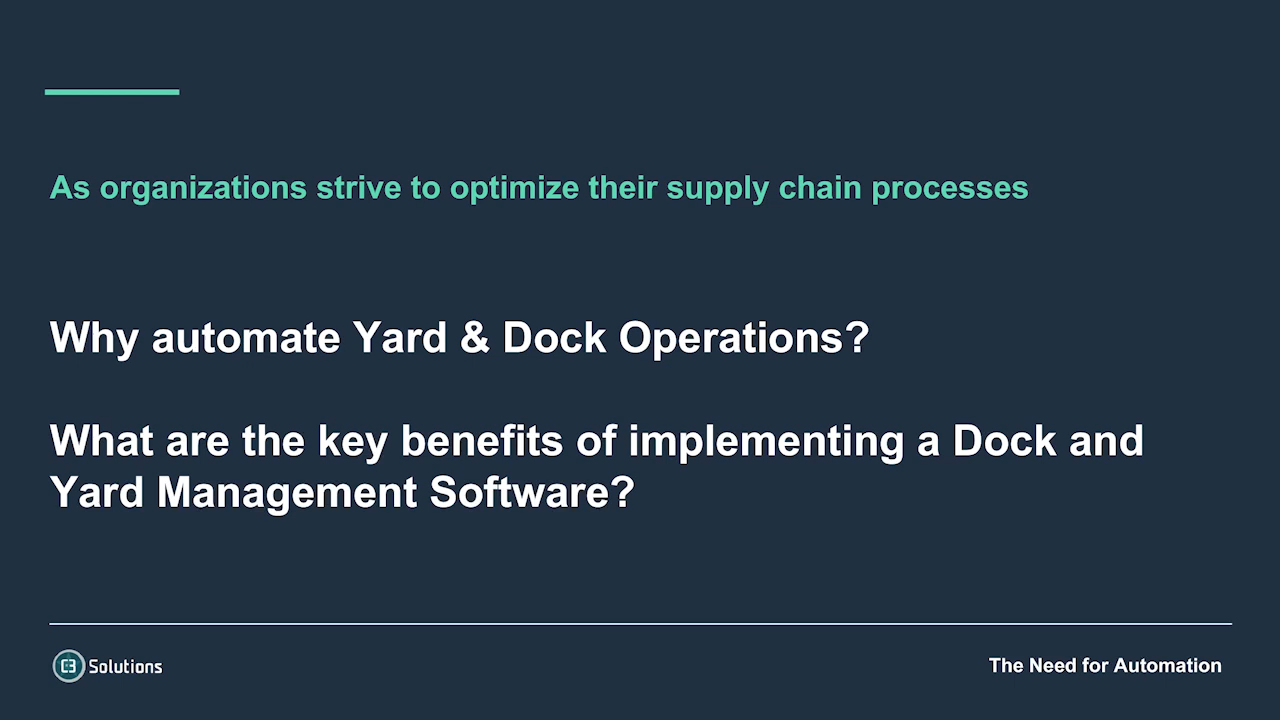 As organizations strive to optimize their supply chain processes
Why automate Yard & Dock Operations?
What are the key benefits of implementing a Dock and
Yard Management Software?
C3 Solutions
The Need for Automation